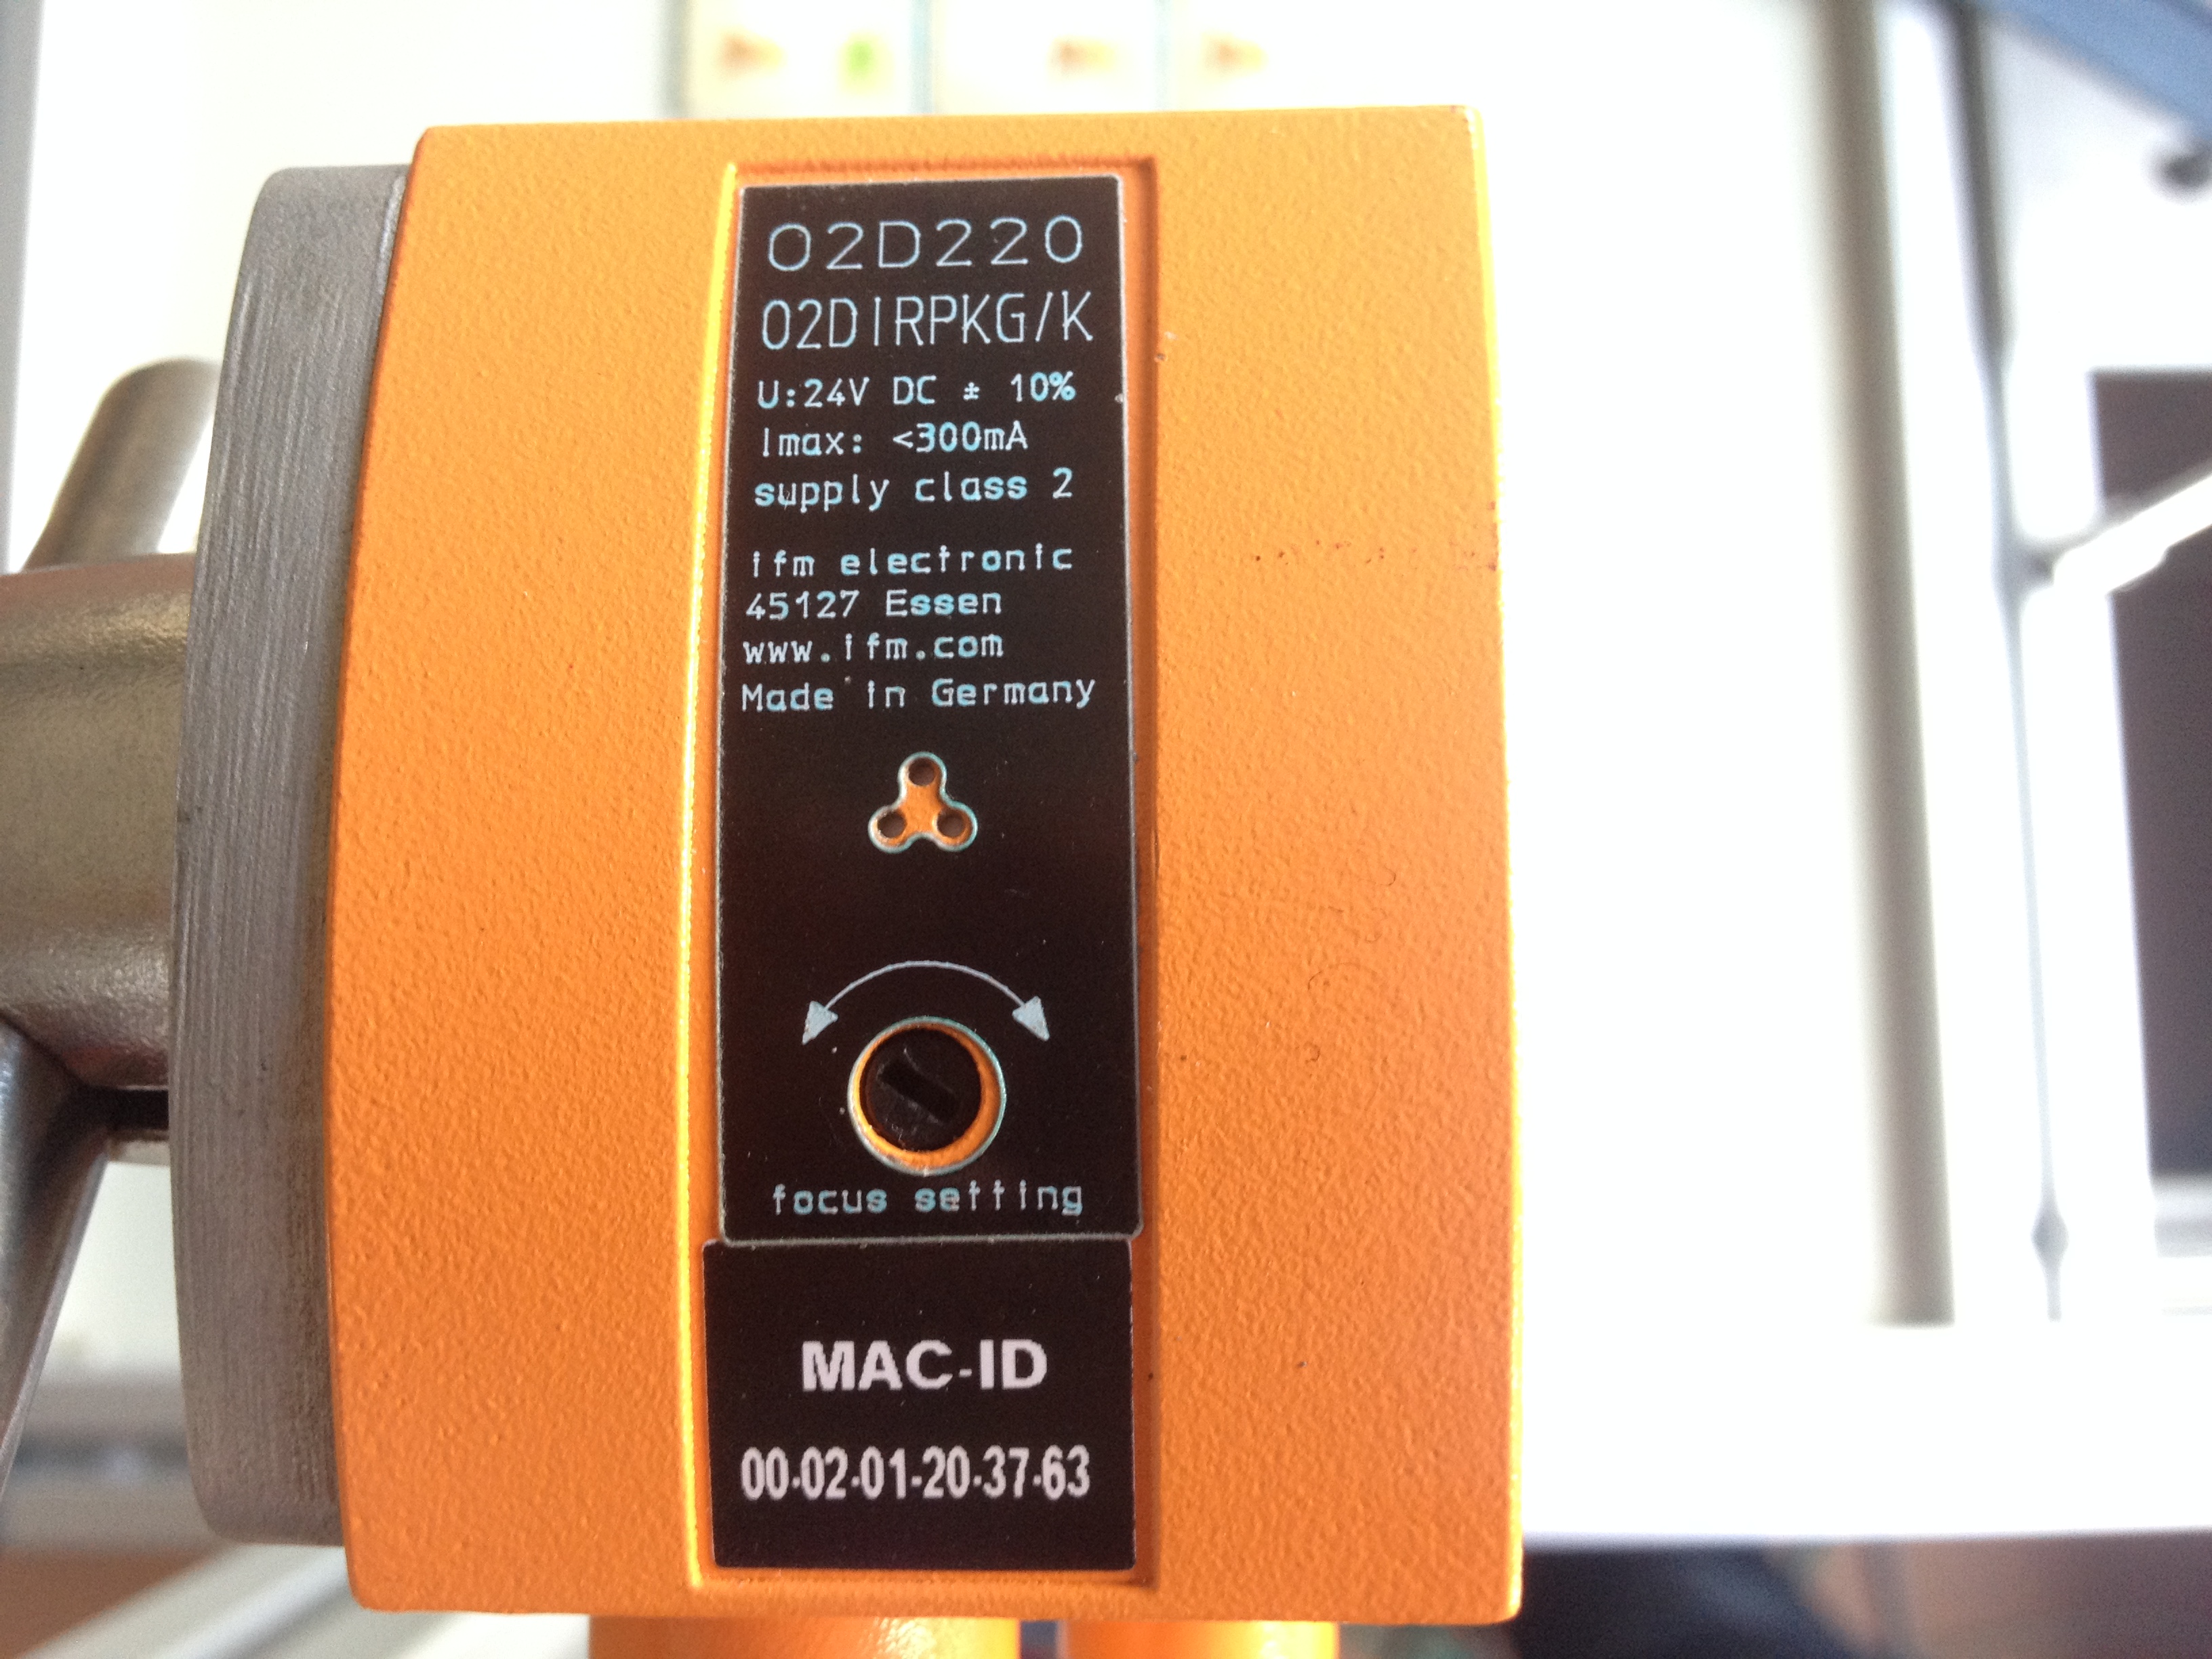 O2D220
O2DIRPKG/K
U:24V DC ± 10%
Imax: <300mA
supply class 2
ifm electronic
45127 Essen
www.ifm.com
Made in Germany
focus setting
MAC-ID
00-02-01-20-37-63